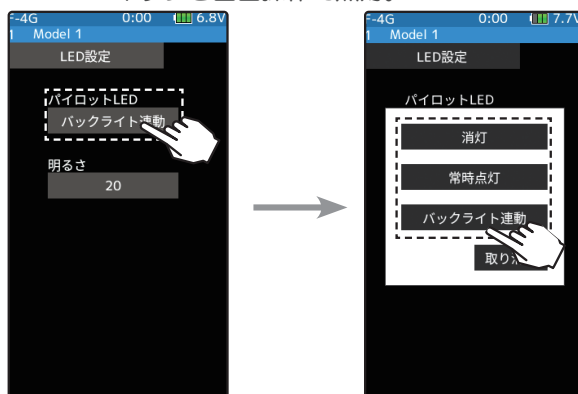 F-4G 0:00 6.8V
1 Model 1
LED設定
パイロットLED
バックライト連動
明るさ
20
F-4G 0:00 7.7V
1 Model 1
LED設定
パイロットLED
消灯
常時点灯
バックライト連動
取り